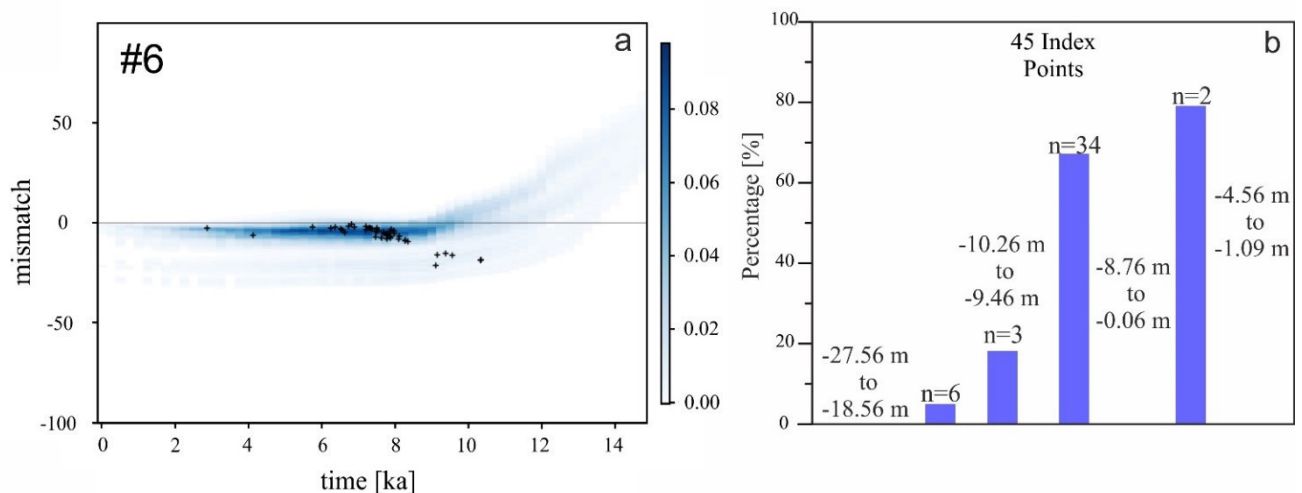 #6
a
mismatch
50
0
-50
-100
0
2
4
6
8
10
12
14
time [ka]
0.08
0.06
0.04
0.02
0.00
b
45 Index
Points
Percentage [%]
100
80
60
40
20
0
-27.56 m
to
-18.56 m
n=6
-10.26 m
to
-9.46 m
n=3
n=34
-8.76 m
to
-0.06 m
n=2
-4.56 m
to
-1.09 m